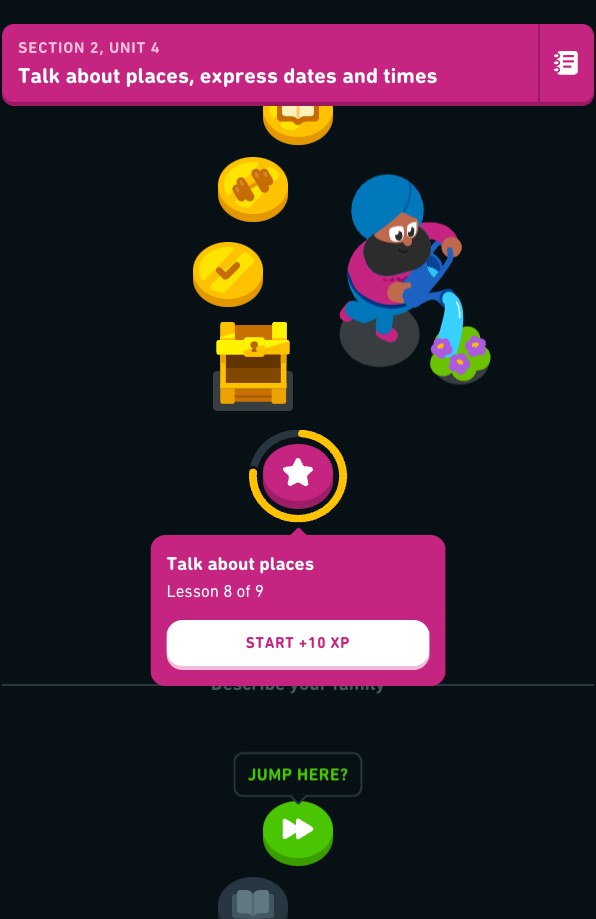 SECTION 2, UNIT 4
Talk about places, express dates and times
Talk about places
Lesson 8 of 9
START +10 XP
Describe your family
JUMP HERE?